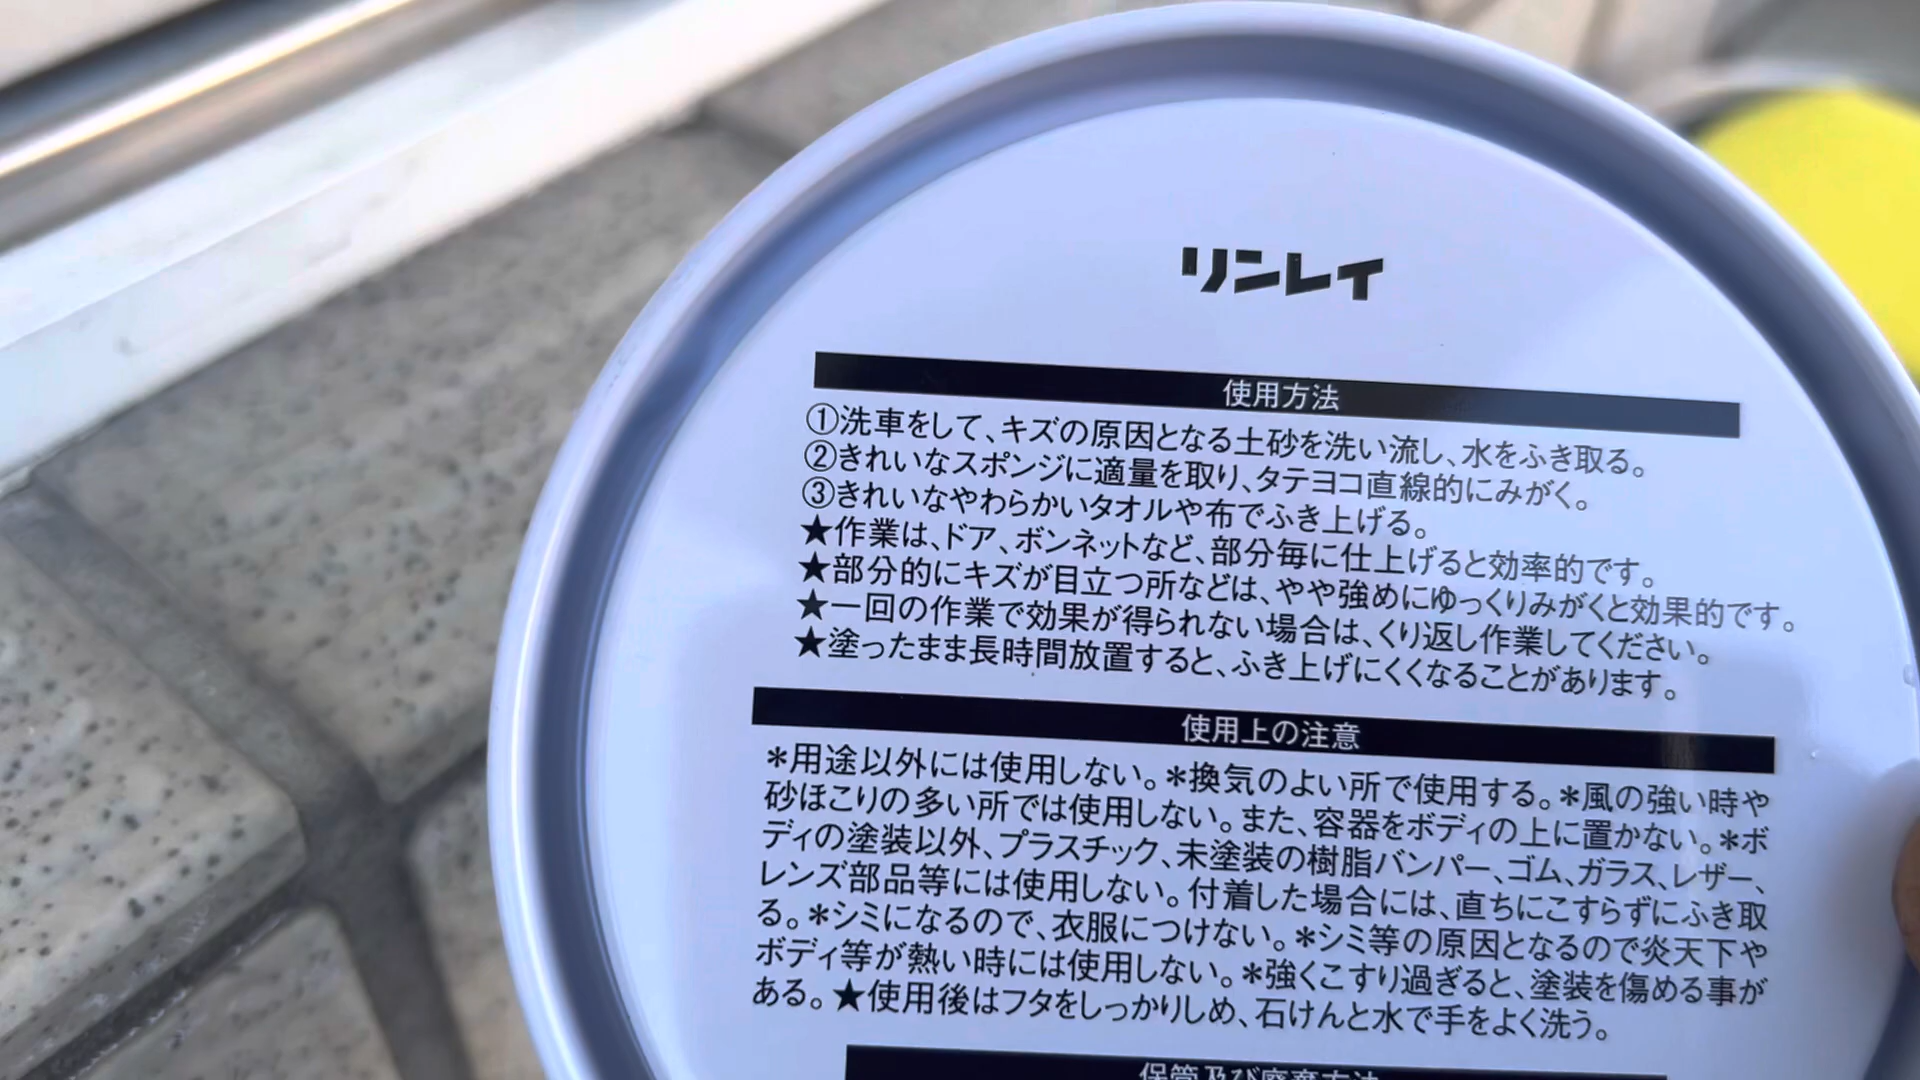 リンレイ
使用方法
①洗車をして、キズの原因となる土砂を洗い流し、水をふき取る。
②きれいなスポンジに適量を取り、タテヨコ直線的にみがく。
③きれいなやわらかいタオルや布でふき上げる。
★作業は、ドア、ボンネットなど、部分毎に仕上げると効率的です。
★部分的にキズが目立つ所などは、やや強めにゆっくりみがくと効果的です。
★一回の作業で効果が得られない場合は、くり返し作業してください。
★塗ったまま長時間放置すると、ふき上げにくくなることがあります。
使用上の注意
＊用途以外には使用しない。＊換気のよい所で使用する。＊風の強い時や
砂ほこりの多い所では使用しない。また、容器をボディの上に置かない。＊ボ
ディの塗装以外、プラスチック、未塗装の樹脂バンパー、ゴム、ガラス、レザー、
レンズ部品等には使用しない。付着した場合には、直ちにこすらずにふき取
る。＊シミになるので、衣服につけない。＊シミ等の原因となるので炎天下や
ボディ等が熱い時には使用しない。＊強くこすり過ぎると、塗装を傷める事が
ある。★使用後はフタをしっかりしめ、石けんと水で手をよく洗う。
保管及び廃棄方法